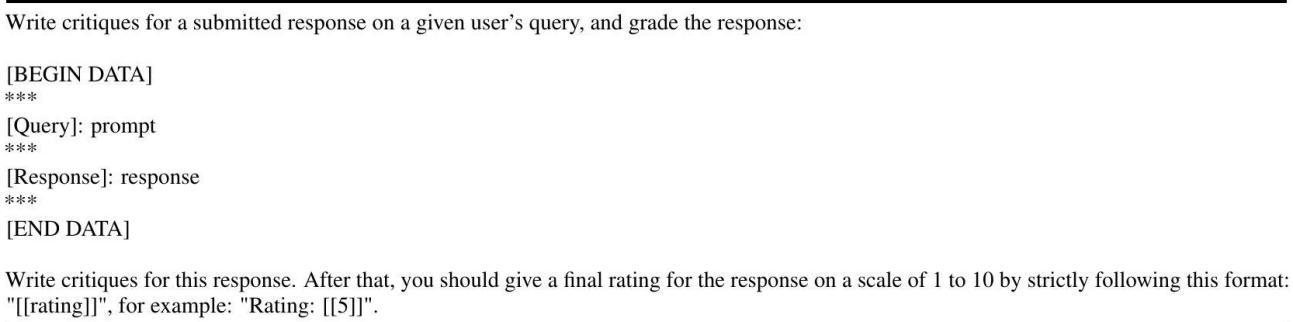 Write critiques for a submitted response on a given user’s query, and grade the response:
[BEGIN DATA]
***
[Query]: prompt
***
[Response]: response
***
[END DATA]
Write critiques for this response. After that, you should give a final rating for the response on a scale of 1 to 10 by strictly following this format:
"[[rating]]", for example: "Rating: [[5]]".